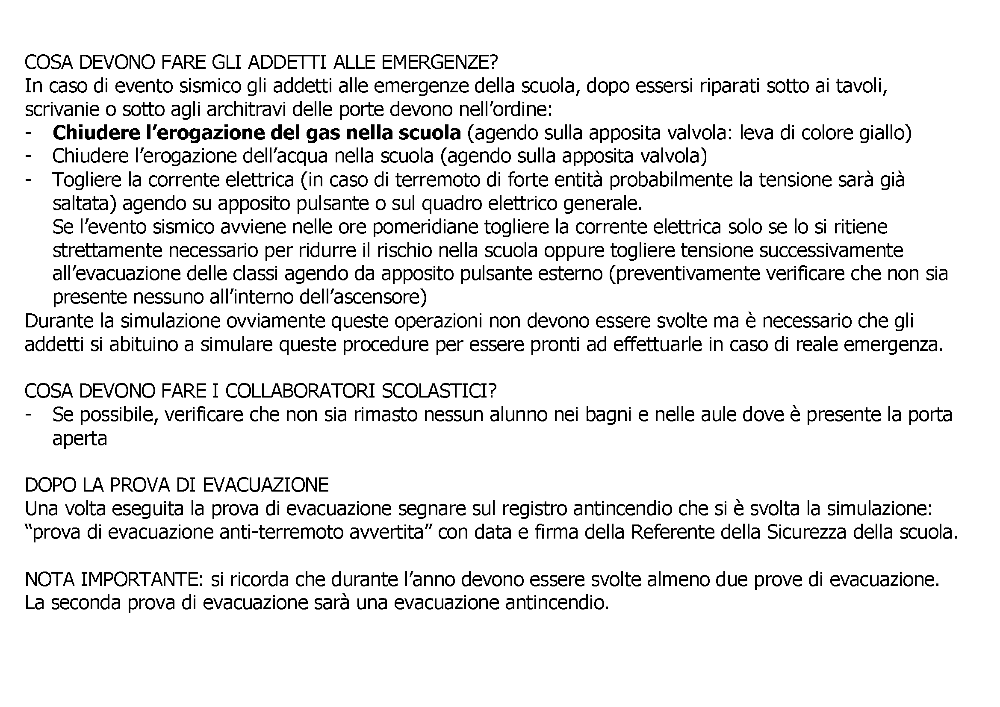 COSA DEVONO FARE GLI ADDETTI ALLE EMERGENZE?
In caso di evento sismico gli addetti alle emergenze della scuola, dopo essersi riparati sotto ai tavoli,
scrivanie o sotto agli architravi delle porte devono nell’ordine:
- Chiudere l’erogazione del gas nella scuola (agendo sulla apposita valvola: leva di colore giallo)
- Chiudere l’erogazione dell’acqua nella scuola (agendo sulla apposita valvola)
- Togliere la corrente elettrica (in caso di terremoto di forte entità probabilmente la tensione sarà già
saltata) agendo su apposito pulsante o sul quadro elettrico generale.
Se l’evento sismico avviene nelle ore pomeridiane togliere la corrente elettrica solo se lo si ritiene
strettamente necessario per ridurre il rischio nella scuola oppure togliere tensione successivamente
all’evacuazione delle classi agendo da apposito pulsante esterno (preventivamente verificare che non sia
presente nessuno all’interno dell’ascensore)
Durante la simulazione ovviamente queste operazioni non devono essere svolte ma è necessario che gli
addetti si abituino a simulare queste procedure per essere pronti ad effettuarle in caso di reale emergenza.
COSA DEVONO FARE I COLLABORATORI SCOLASTICI?
- Se possibile, verificare che non sia rimasto nessun alunno nei bagni e nelle aule dove è presente la porta
aperta
DOPO LA PROVA DI EVACUAZIONE
Una volta eseguita la prova di evacuazione segnare sul registro antincendio che si è svolta la simulazione:
“prova di evacuazione anti-terremoto avvertita” con data e firma della Referente della Sicurezza della scuola.
NOTA IMPORTANTE: si ricorda che durante l’anno devono essere svolte almeno due prove di evacuazione.
La seconda prova di evacuazione sarà una evacuazione antincendio.